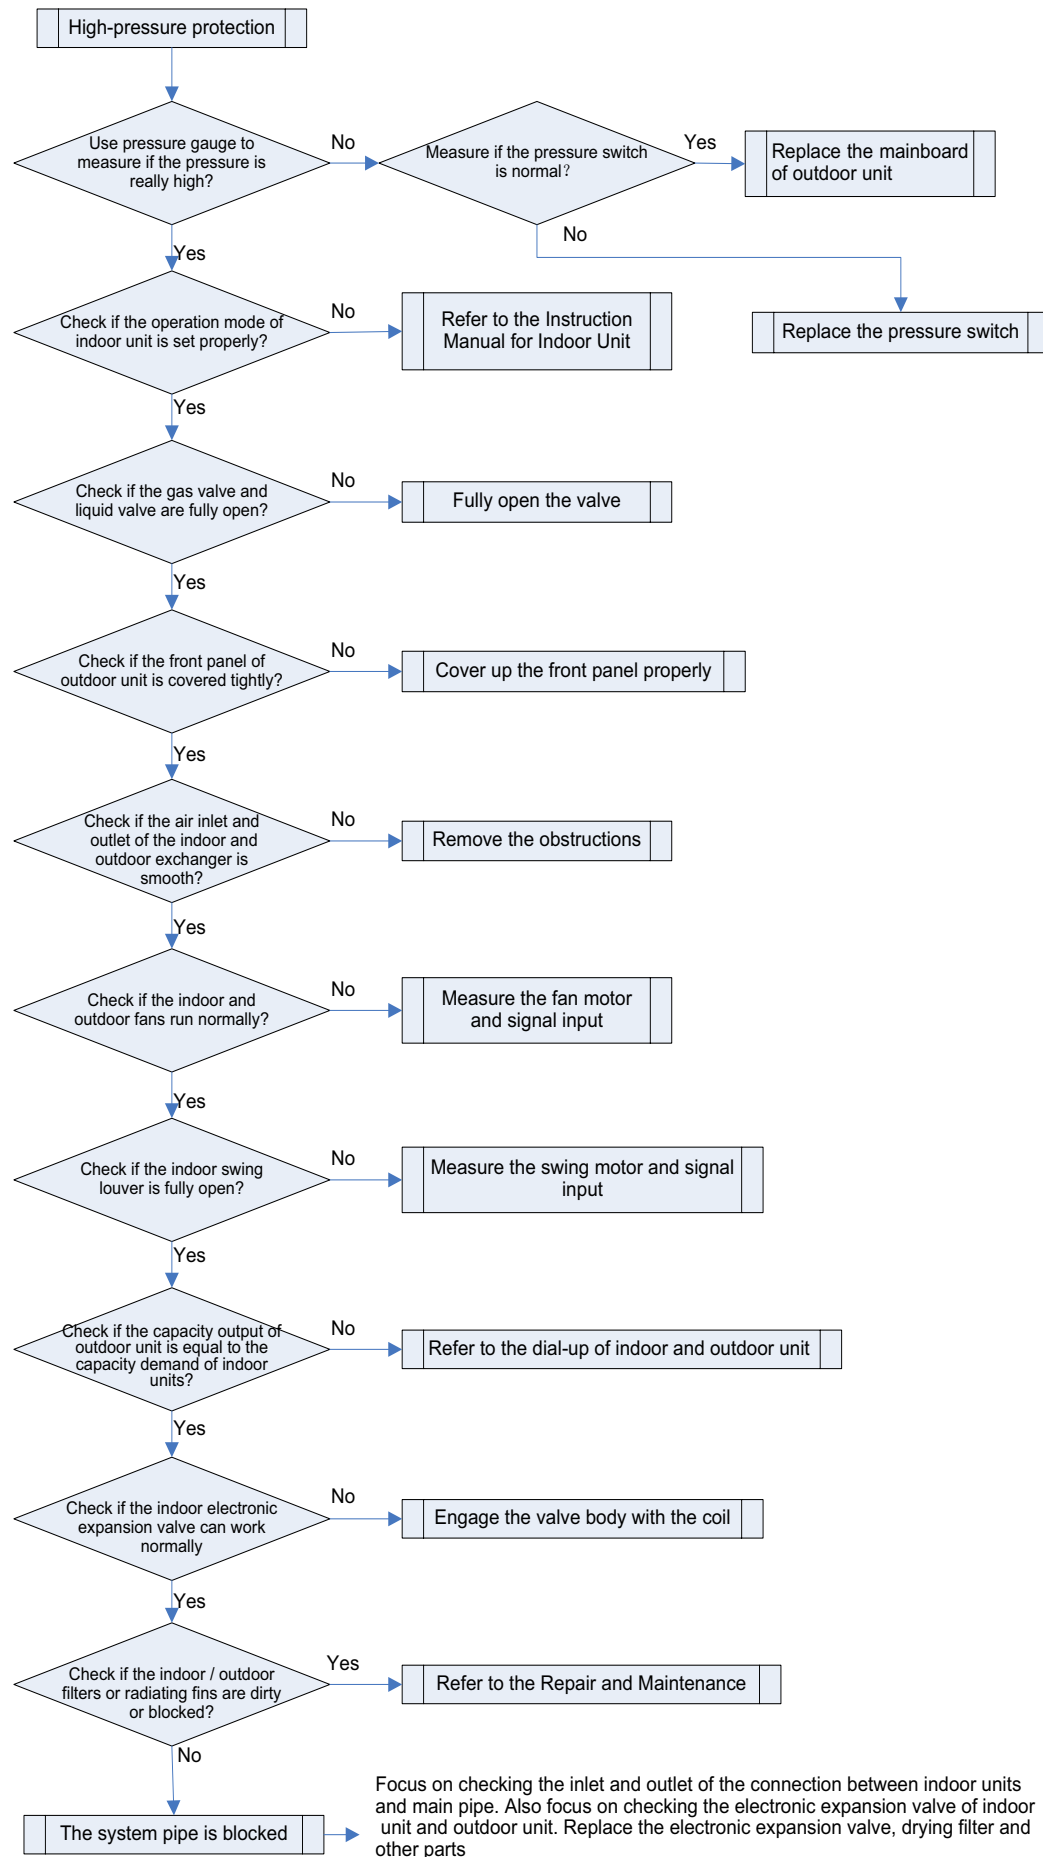 High-pressure protection
Use pressure gauge to
measure if the pressure is
really high?
No
Measure if the pressure switch
is normal?
Yes
Replace the mainboard
of outdoor unit
No
Replace the pressure switch
Yes
Check if the operation mode of
indoor unit is set properly?
No
Refer to the Instruction
Manual for Indoor Unit
Yes
Check if the gas valve and
liquid valve are fully open?
No
Fully open the valve
Yes
Check if the front panel of
outdoor unit is covered tightly?
No
Cover up the front panel properly
Yes
Check if the air inlet and
outlet of the indoor and
outdoor exchanger is
smooth?
No
Remove the obstructions
Yes
Check if the indoor and
outdoor fans run normally?
No
Measure the fan motor
and signal input
Yes
Check if the indoor swing
louver is fully open?
No
Measure the swing motor and signal
input
Yes
Check if the capacity output of
outdoor unit is equal to the
capacity demand of indoor
units?
No
Refer to the dial-up of indoor and outdoor unit
Yes
Check if the indoor electronic
expansion valve can work
normally
No
Engage the valve body with the coil
Yes
Check if the indoor / outdoor
filters or radiating fins are dirty
or blocked?
Yes
Refer to the Repair and Maintenance
No
The system pipe is blocked
Focus on checking the inlet and outlet of the connection between indoor units
and main pipe. Also focus on checking the electronic expansion valve of indoor
unit and outdoor unit. Replace the electronic expansion valve, drying filter and
other parts